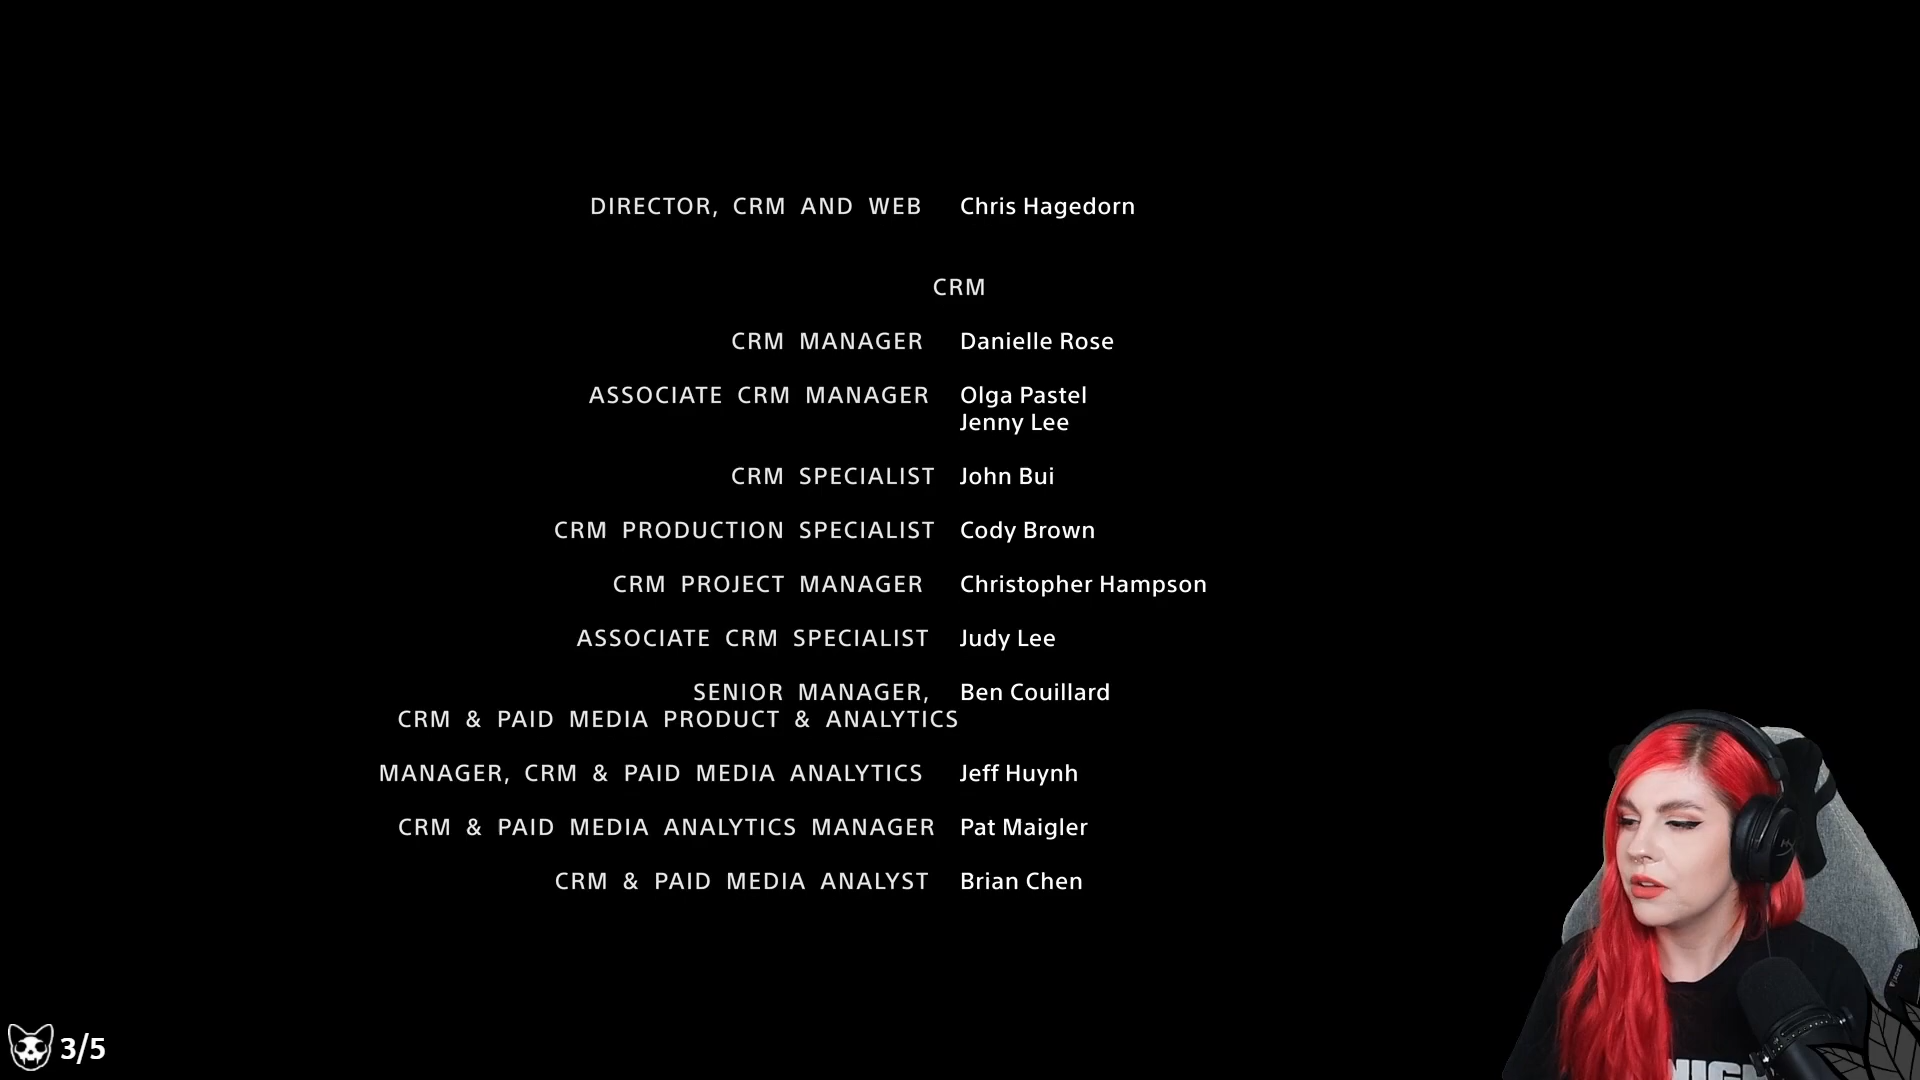 DIRECTOR, CRM AND WEB Chris Hagedorn
CRM
CRM MANAGER Danielle Rose
ASSOCIATE CRM MANAGER Olga Pastel
Jenny Lee
CRM SPECIALIST John Bui
CRM PRODUCTION SPECIALIST Cody Brown
CRM PROJECT MANAGER Christopher Hampson
ASSOCIATE CRM SPECIALIST Judy Lee
SENIOR MANAGER, Ben Couillard
CRM & PAID MEDIA PRODUCT & ANALYTICS
MANAGER, CRM & PAID MEDIA ANALYTICS Jeff Huynh
CRM & PAID MEDIA ANALYTICS MANAGER Pat Maigler
CRM & PAID MEDIA ANALYST Brian Chen
3/5